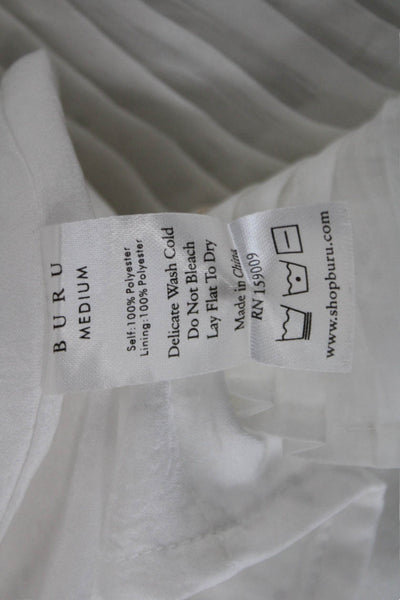 BURU
MEDIUM
Self:100% Polyester
Lining:100% Polyester
Delicate Wash Cold
Do Not Bleach
Lay Flat To Dry
Made in China
RN 159009
www.shopburu.com